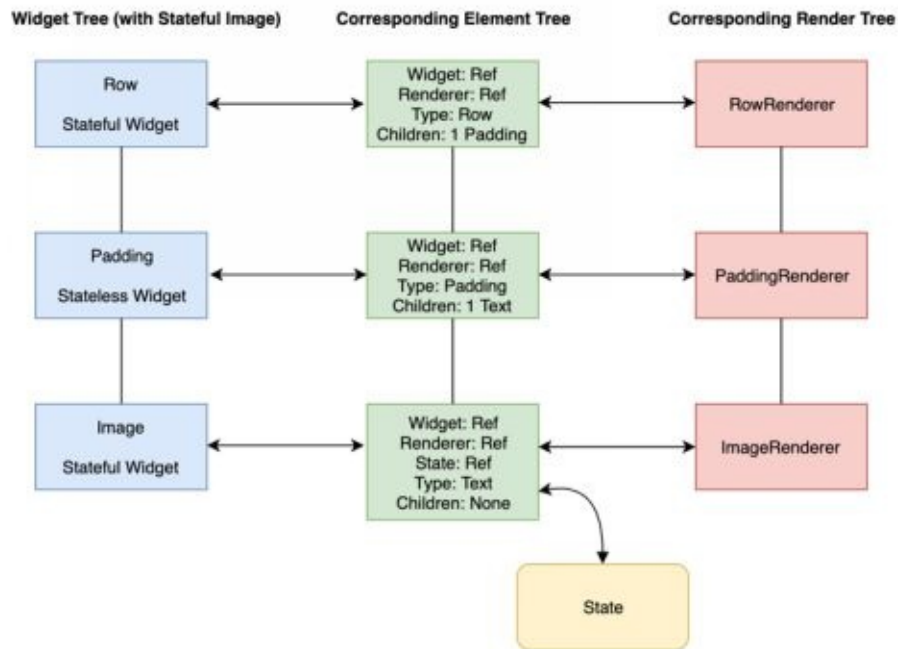 Widget Tree (with Stateful Image)
Corresponding Element Tree
Corresponding Render Tree
Row
Stateful Widget
Widget: Ref
Renderer: Ref
Type: Row
Children: 1 Padding
RowRenderer
Padding
Stateless Widget
Widget: Ref
Renderer: Ref
Type: Padding
Children: 1 Text
PaddingRenderer
Image
Stateful Widget
Widget: Ref
Renderer: Ref
State: Ref
Type: Text
Children: None
ImageRenderer
State